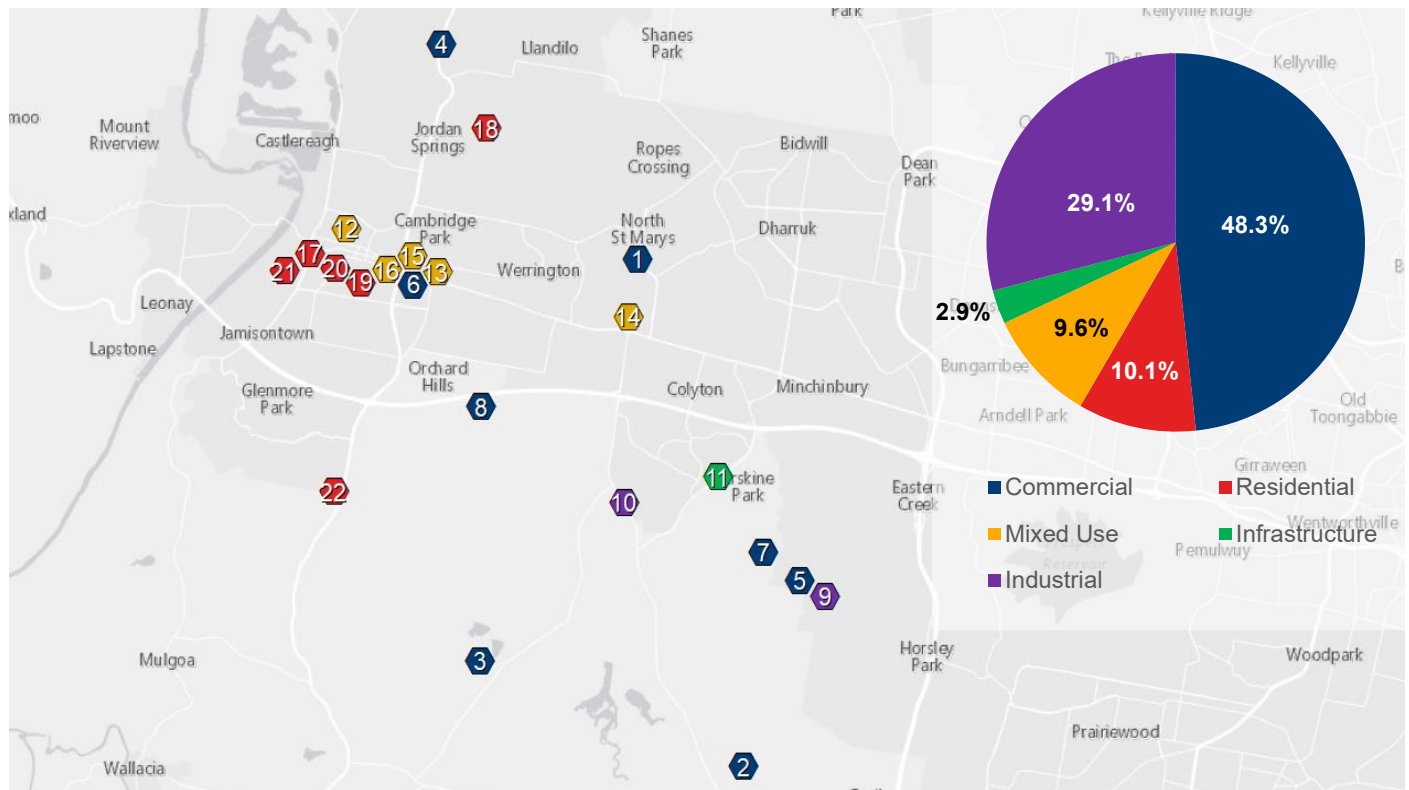 Park
Kellyville Ridge
4
Llandilo
Shanes
Park
Kellyville
moo
Mount
Riverview
Castlereagh
Jordan
Springs
18
Ropes
Crossing
Bidwill
Dean
Park
29.1%
48.3%
xland
12
Cambridge
Park
North
St Marys
Dharruk
17
21
20
19
16
15
13
6
Werrington
1
Leonay
14
2.9%
9.6%
10.1%
Jamisontown
Lapstone
Orchard
Hills
Glenmore
Park
8
Colyton
Minchinbury
Bungarribee
Arndell Park
Old
Toongabbie
Girraween
22
10
11
rskine
Park
Eastern
Creek
Commercial
Residential
Wentworthville
Mixed Use
Infrastructure
Pemulwuy
Reservoir
Industrial
7
5
9
Mulgoa
3
Horsley
Park
Woodpark
Prairiewood
Wallacia
2